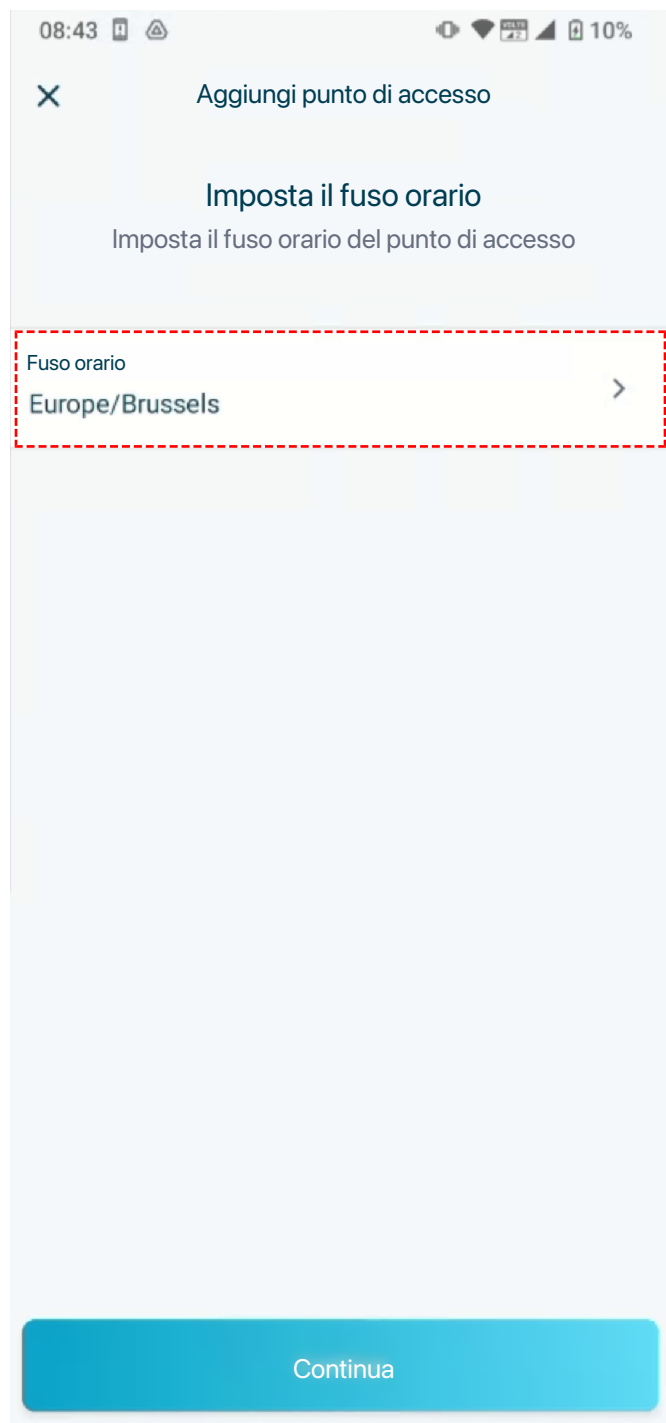 08:43
10%
Aggiungi punto di accesso
Imposta il fuso orario
Imposta il fuso orario del punto di accesso
Fuso orario
Europe/Brussels
Continua